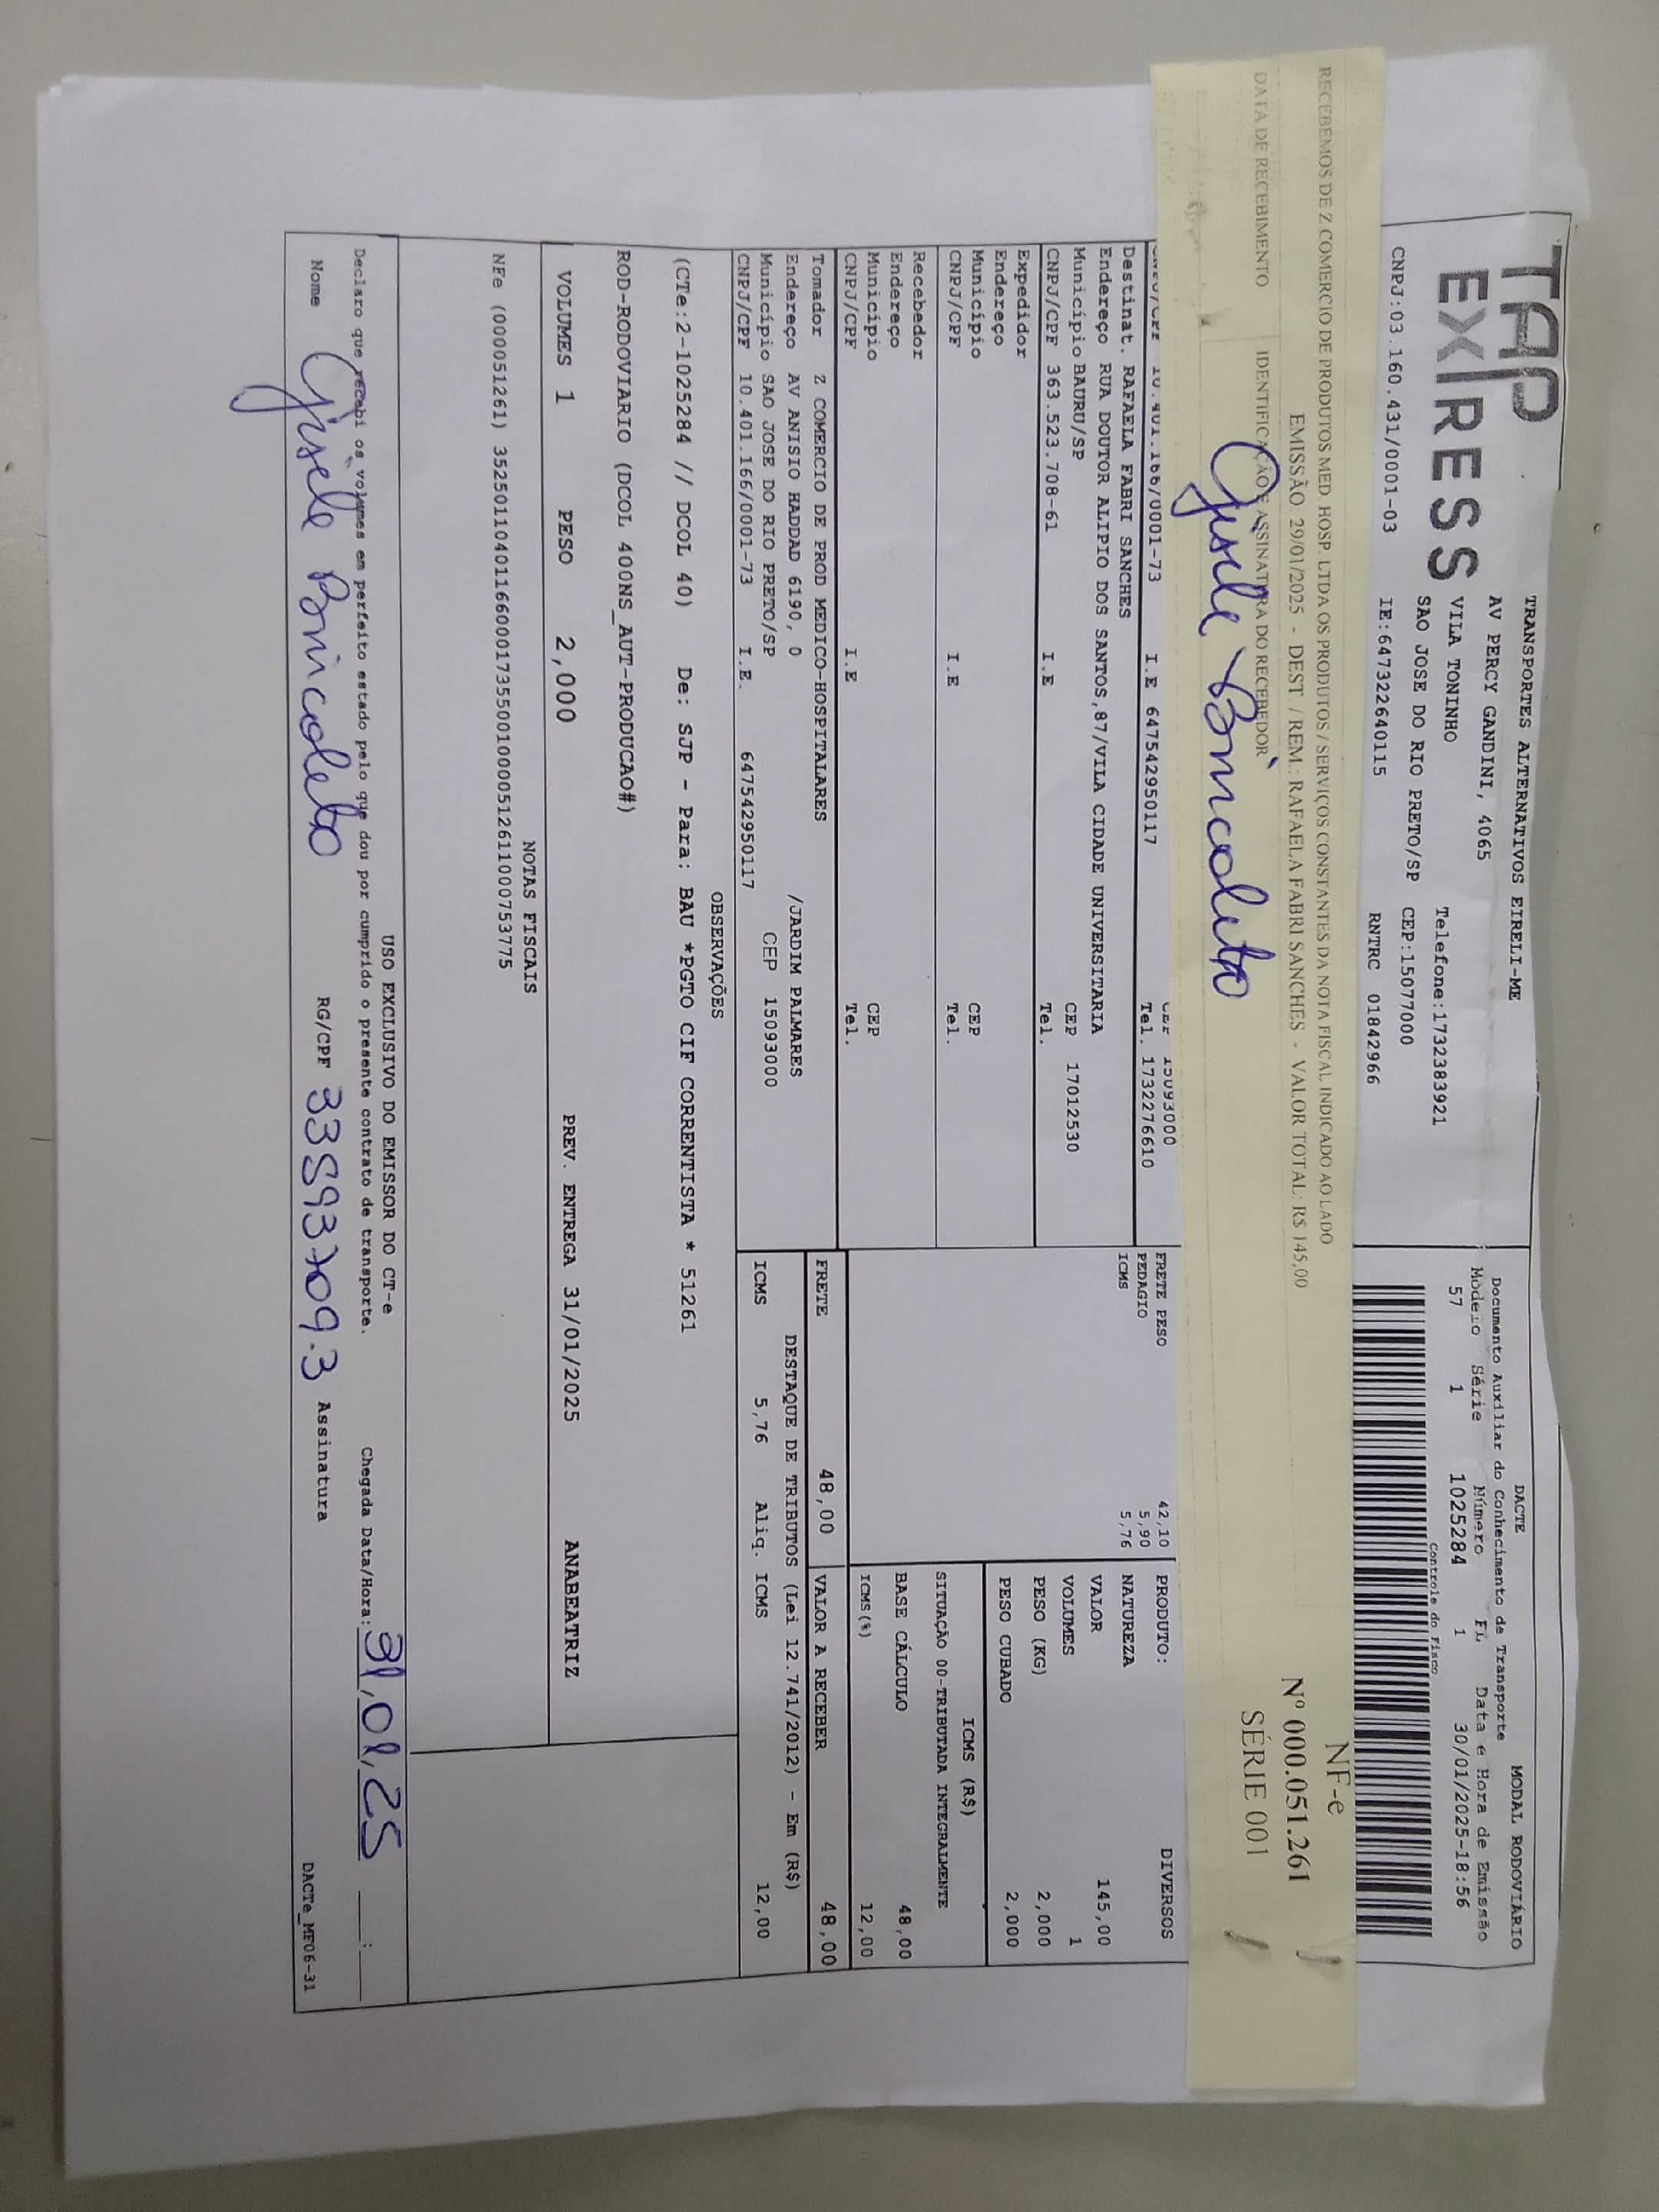 TAP
EXPRESS
CNPJ:03.160.431/0001-03
TRANSPORTES ALTERNATIVOS EIRELI-ME
AV PERCY GANDINI, 4065
VILA TONINHO
Telefone:1732383921
SAO JOSE DO RIO PRETO/SP CEP:15077000
IE:647322640115 RNTRC 01842966
DACTE MODAL RODOVIÁRIO
Documento Auxiliar do Conhecimento de Transporte
Modelo Série Número FL Data e Hora de Emissão
57 1 1025284 1 30/01/2025-18:56
Controle do Fisco
RECEBEMOS DE Z COMERCIO DE PRODUTOS MED. HOSP. LTDA OS PRODUTOS / SERVIÇOS CONSTANTES DA NOTA FISCAL INDICADO AO LADO
EMISSÃO 29/01/2025 - DEST / REM.: RAFAELA FABRI SANCHES - VALOR TOTAL: R$ 145,00
DATA DE RECEBIMENTO
IDENTIFICAÇÃO E ASSINATURA DO RECEBEDOR
Gisele Bonicoleto
NF-e
Nº 000.051.261
SÉRIE 001
CEP 15093000
CNPJ/CPF 10.401.166/0001-73 I.E 647542950117 Tel. 1732276610
Destinat. RAFAELA FABRI SANCHES
Endereço RUA DOUTOR ALIPIO DOS SANTOS,87/VILA CIDADE UNIVERSITARIA
Município BAURU/SP CEP 17012530
CNPJ/CPF 363.523.708-61 I.E Tel.
Expedidor
Endereço
Município CEP
CNPJ/CPF I.E Tel.
Recebedor
Endereço
Município CEP
CNPJ/CPF I.E Tel.
Tomador Z COMERCIO DE PROD MEDICO-HOSPITALARES
Endereço AV ANISIO HADDAD 6190, 0 /JARDIM PALMARES
Município SAO JOSE DO RIO PRETO/SP CEP 15093000
CNPJ/CPF 10.401.166/0001-73 I.E. 647542950117
FRETE PESO 42,10
PEDAGIO 5,90
ICMS 5,76
PRODUTO: DIVERSOS
NATUREZA
VALOR 145,00
VOLUMES 1
PESO (KG) 2,000
PESO CUBADO 2,000
ICMS (R$)
SITUAÇÃO 00-TRIBUTADA INTEGRALMENTE
BASE CÁLCULO 48,00
ICMS(%) 12,00
FRETE 48,00 VALOR A RECEBER 48,00
DESTAQUE DE TRIBUTOS (Lei 12.741/2012) - Em (R$)
ICMS 5,76 Aliq. ICMS 12,00
OBSERVAÇÕES
(CTe:2-1025284 // DCOL 40) De: SJP - Para: BAU *PGTO CIF CORRENTISTA * 51261
ROD-RODOVIARIO (DCOL 400NS_AUT-PRODUCAO#)
VOLUMES 1 PESO 2,000 PREV. ENTREGA 31/01/2025 ANABEATRIZ
NOTAS FISCAIS
NFe (000051261) 35250110401166000173550010000512611000753775
USO EXCLUSIVO DO EMISSOR DO CT-e
Declaro que recebi os volumes em perfeito estado pelo que dou por cumprido o presente contrato de transporte. Chegada Data/Hora: 31,01,25 :
Nome Gisele Bonicoleto RG/CPF 33593709.3 Assinatura
DACTe_MF06-31